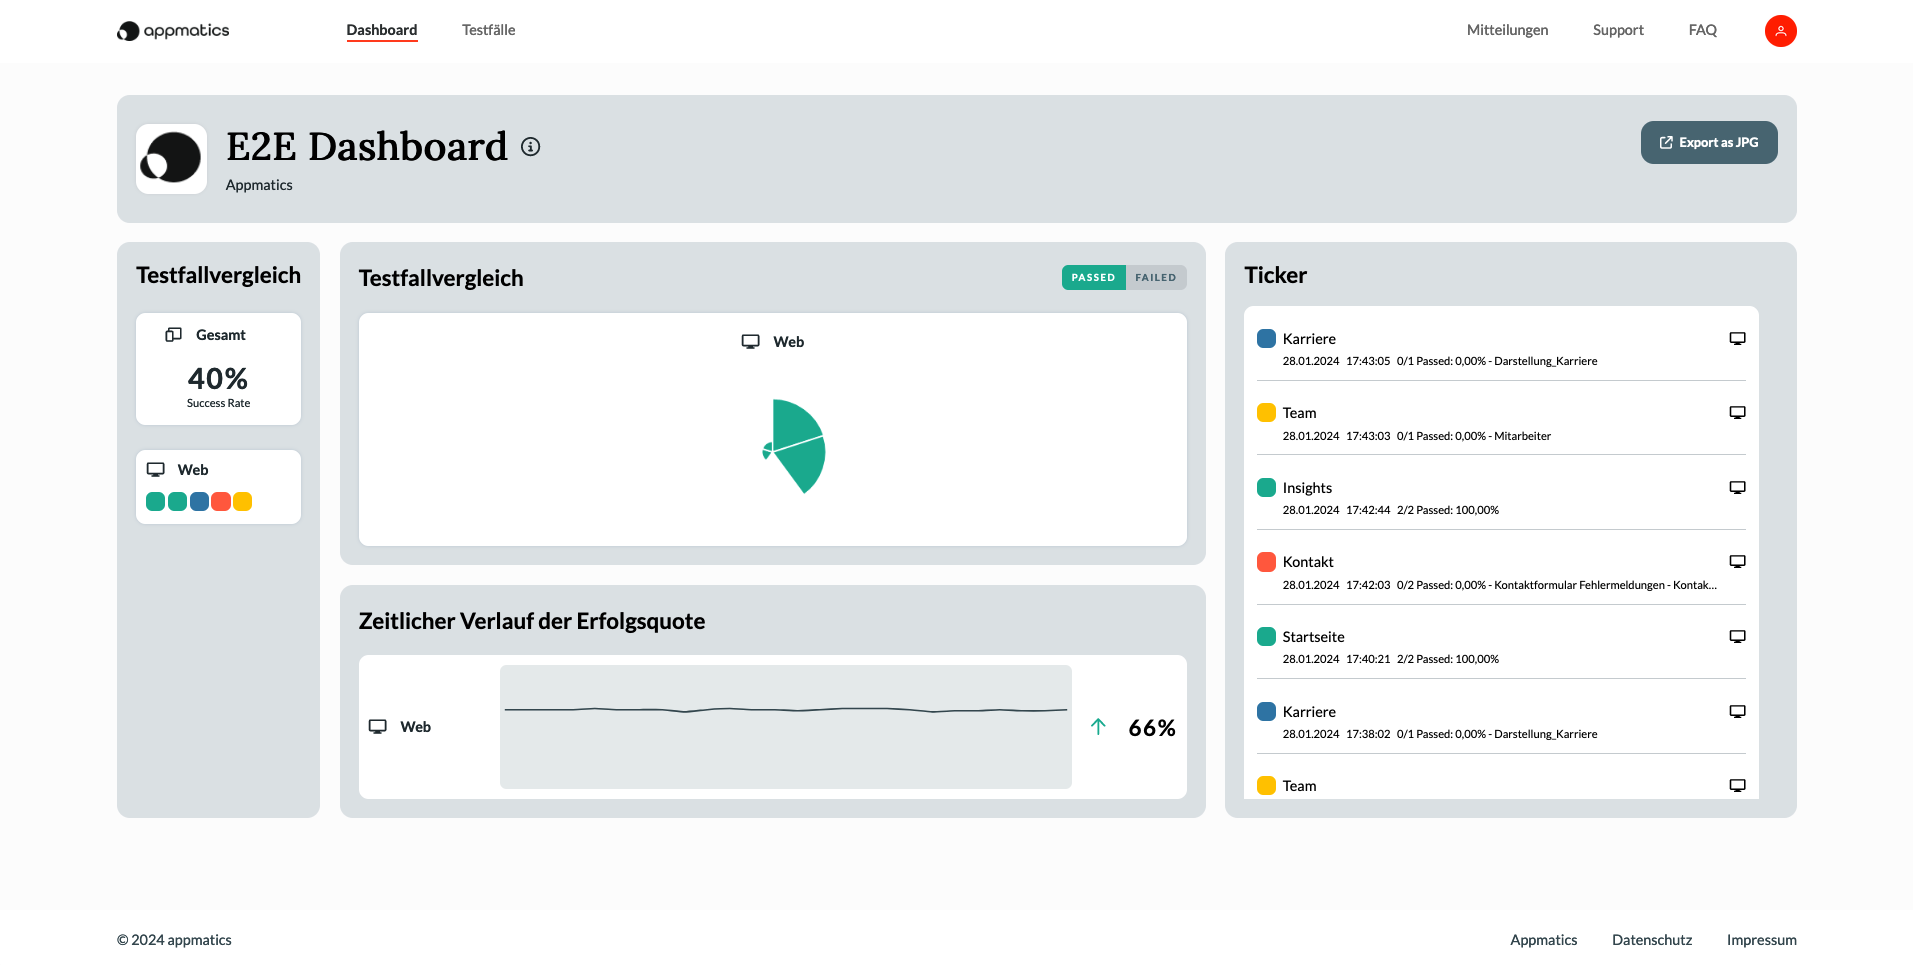 appmatics
Dashboard
Testfälle
Mitteilungen
Support
FAQ
E2E Dashboard
Appmatics
Export as JPG
Testfallvergleich
Gesamt
40%
Success Rate
Web
Testfallvergleich
PASSED
FAILED
Web
Zeitlicher Verlauf der Erfolgsquote
Web
66%
Ticker
Karriere
28.01.2024 17:43:05 0/1 Passed: 0,00% - Darstellung_Karriere
Team
28.01.2024 17:43:03 0/1 Passed: 0,00% - Mitarbeiter
Insights
28.01.2024 17:42:44 2/2 Passed: 100,00%
Kontakt
28.01.2024 17:42:03 0/2 Passed: 0,00% - Kontaktformular Fehlermeldungen - Kontak...
Startseite
28.01.2024 17:40:21 2/2 Passed: 100,00%
Karriere
28.01.2024 17:38:02 0/1 Passed: 0,00% - Darstellung_Karriere
Team
© 2024 appmatics
Appmatics
Datenschutz
Impressum